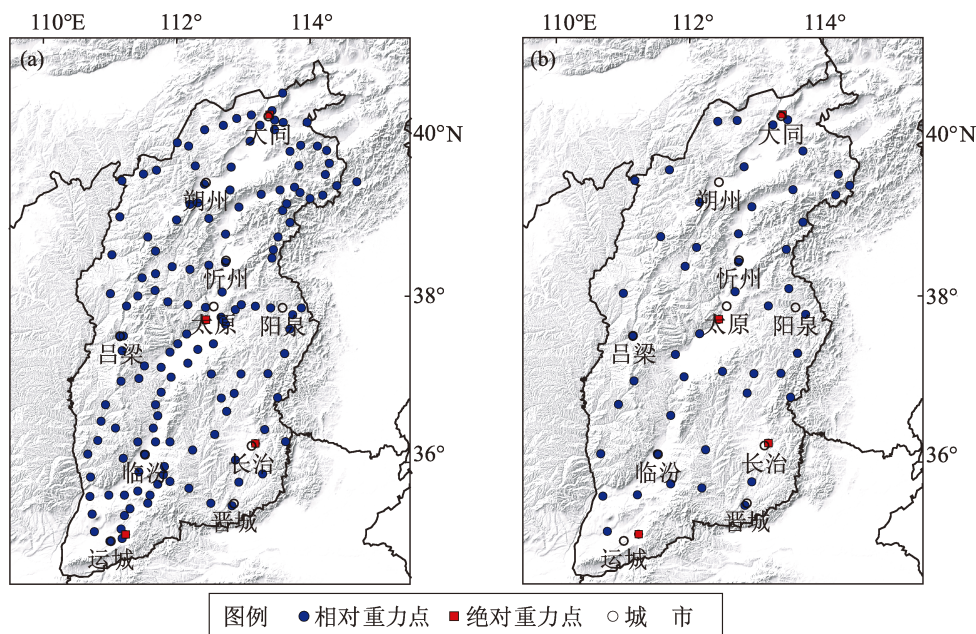 110°E 112° 114° 110°E 112° 114°
(a) (b)
大同 大同
40°N 40°N
朔州 朔州
忻州 忻州
38° 38°
太原 阳泉 太原 阳泉
吕梁 吕梁
临汾 长治 临汾 长治
36° 36°
晋城 晋城
运城 运城
图例 相对重力点 绝对重力点 城 市